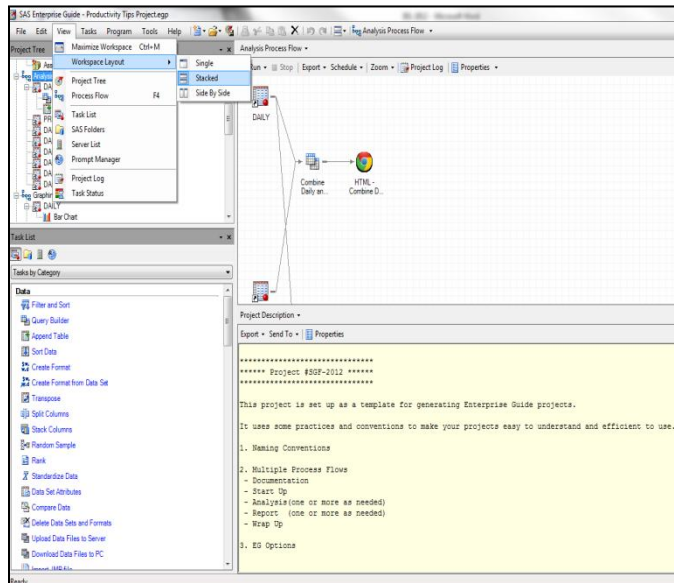 SAS Enterprise Guide - Productivity Tips Project.egp
File Edit View Tasks Program Tools Help Analysis Process Flow
Project Tree
Maximize Workspace Ctrl+M
Workspace Layout
Project Tree
Process Flow F4
Task List
SAS Folders
Server List
Prompt Manager
Project Log
Task Status
Single
Stacked
Side By Side
DAILY
Bar Chart
Analysis Process Flow
Run Stop Export Schedule Zoom Project Log Properties
DAILY
Combine Daily an...
HTML - Combine D...
Task List
Tasks by Category
Data
Filter and Sort
Query Builder
Append Table
Sort Data
Create Format
Create Format from Data Set
Transpose
Split Columns
Stack Columns
Random Sample
Rank
Standardize Data
Data Set Attributes
Compare Data
Delete Data Sets and Formats
Upload Data Files to Server
Download Data Files to PC
Project Description
Export Send To Properties
*******************************
****** Project #SGF-2012 ******
*******************************
This project is set up as a template for generating Enterprise Guide projects.
It uses some practices and conventions to make your projects easy to understand and efficient to use.
1. Naming Conventions
2. Multiple Process Flows
- Documentation
- Start Up
- Analysis(one or more as needed)
- Report (one or more as needed)
- Wrap Up
3. EG Options
Ready